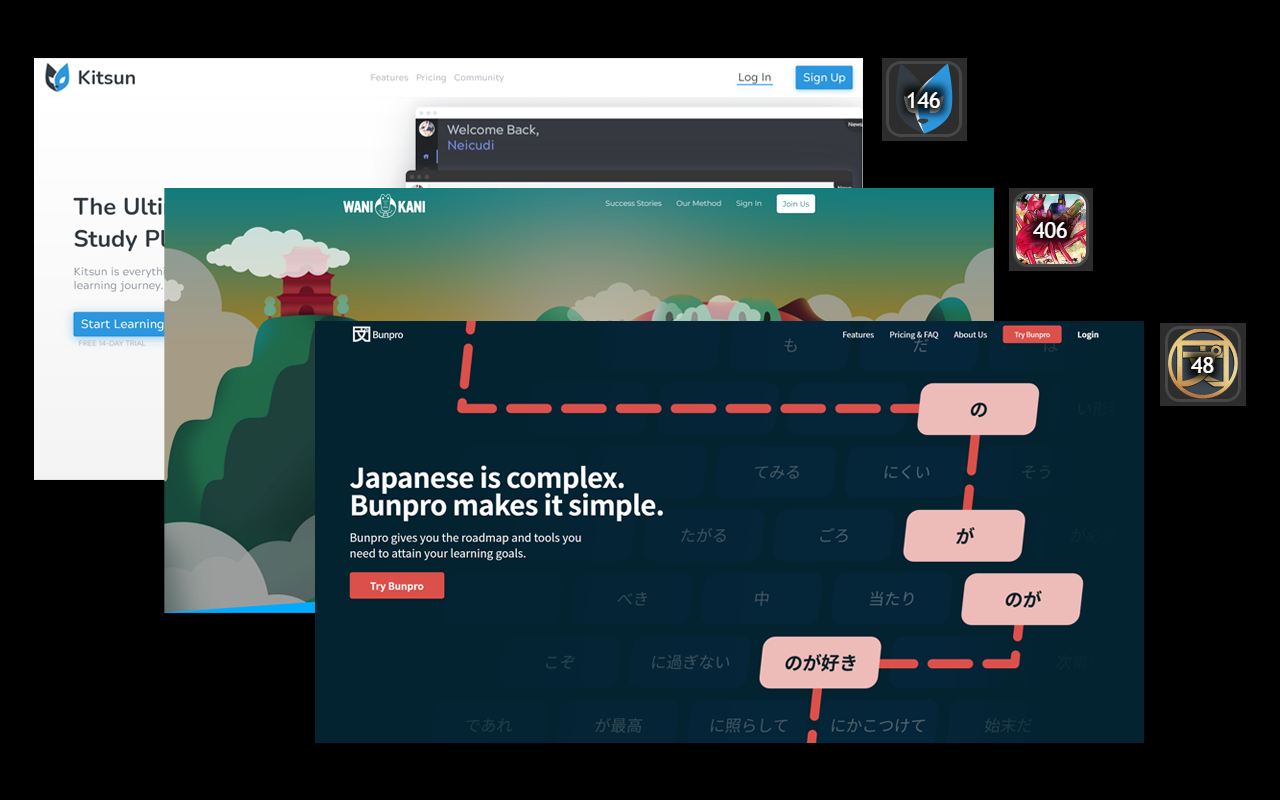 Kitsun
Features Pricing Community
Log In
Sign Up
146
Welcome Back,
Neicudi
News
The Ulti
Study Pl
Kitsun is everythi
learning journey.
Start Learning
FREE 14-DAY TRIAL
WANI KANI
Success Stories Our Method Sign In Join Us
406
文 Bunpro
Features Pricing & FAQ About Us Try Bunpro Login
48
も だ は
の
てみる にくい そう
Japanese is complex.
Bunpro makes it simple.
Bunpro gives you the roadmap and tools you
need to attain your learning goals.
Try Bunpro
たがる ごろ が
べき 中 当たり のが
こぞ に過ぎない のが好き
であれ が最高 に照らして にかこつけて 始末だ